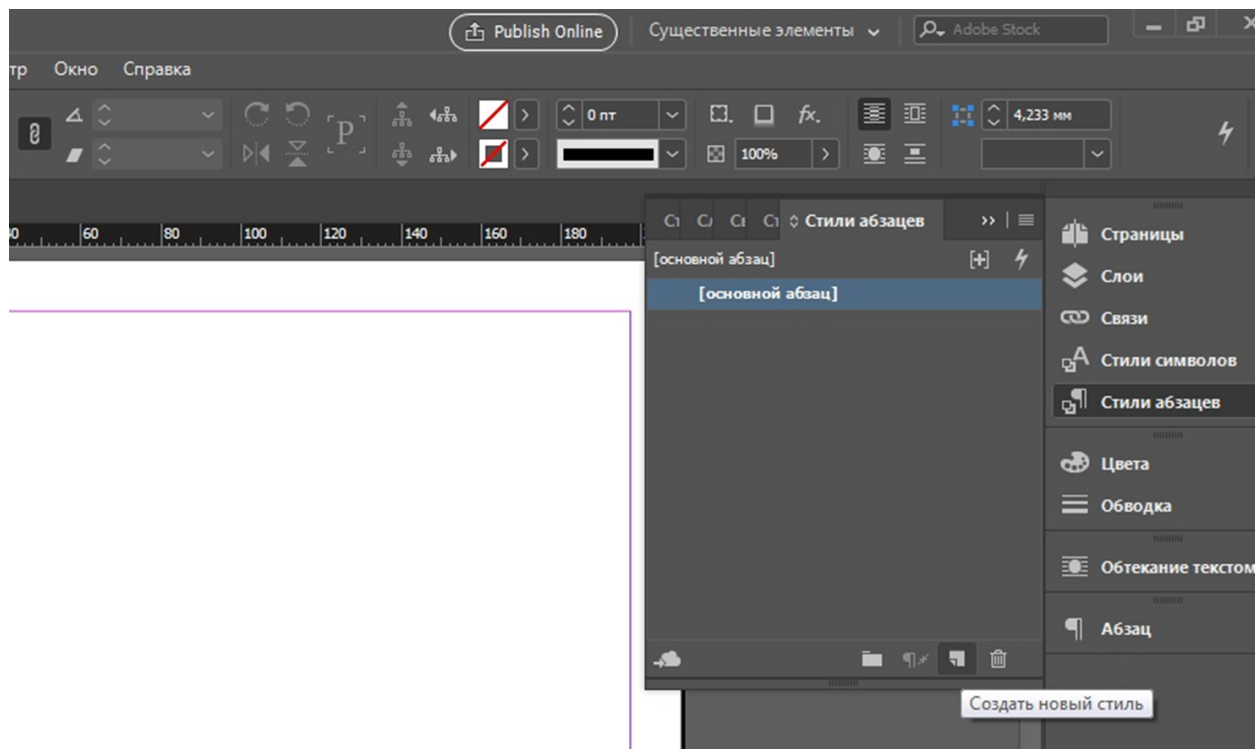 Publish Online
Существенные элементы
Adobe Stock
тр Окно Справка
0 пт
4,233 мм
100%
60 80 100 120 140 160 180
Ст
Сл
Стили абзацев
[основной абзац]
[основной абзац]
Страницы
Слои
Связи
Стили символов
Стили абзацев
Цвета
Обводка
Обтекание текстом
Абзац
Создать новый стиль